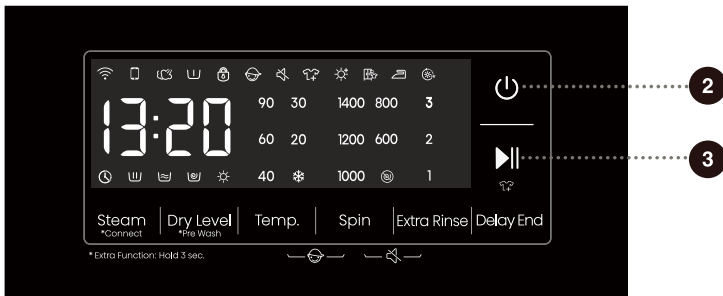 13:20
90 30 1400 800 3
60 20 1200 600 2
40 1000 1
Steam Dry Level Temp. Spin Extra Rinse Delay End
*Connect *Pre Wash
*Extra Function: Hold 3 sec.
2
3